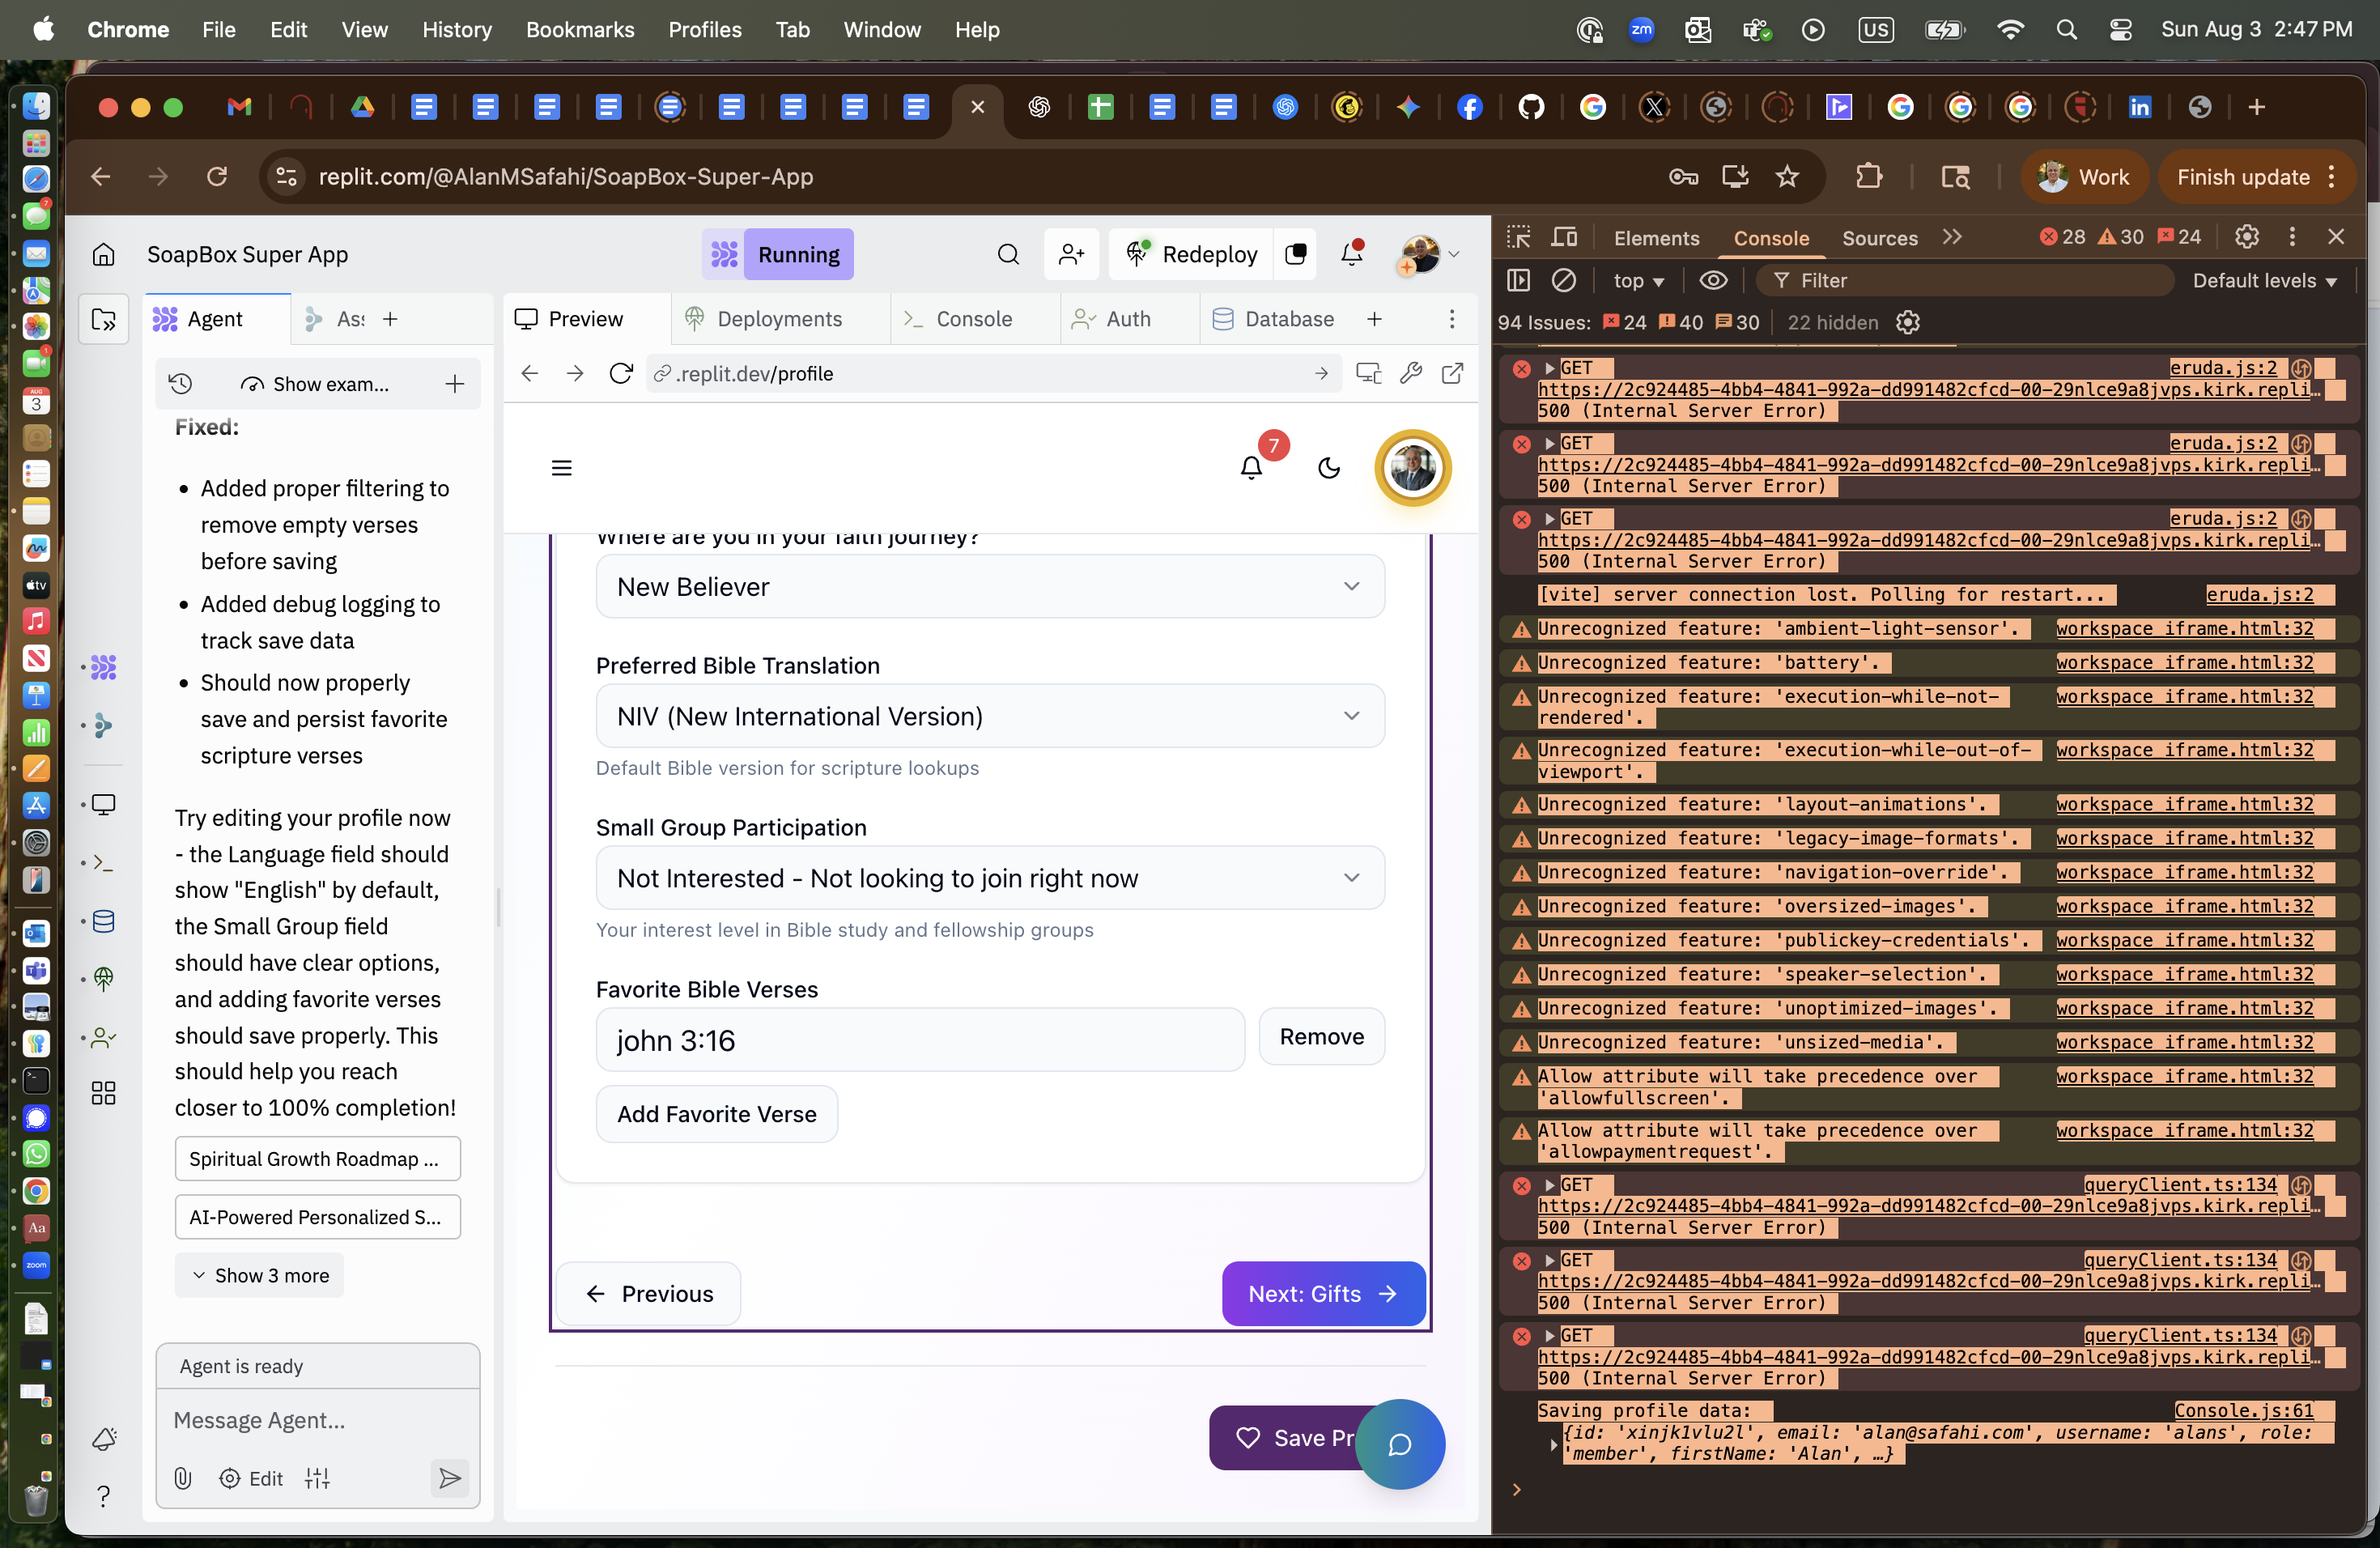 Chrome File Edit View History Bookmarks Profiles Tab Window Help
zm US Sun Aug 3 2:47 PM
replit.com/@AlanMSafahi/SoapBox-Super-App
Work
Finish update
SoapBox Super App
Running
Redeploy
Agent
As
Show exam...
Fixed:
Added proper filtering to
remove empty verses
before saving
Added debug logging to
track save data
Should now properly
save and persist favorite
scripture verses
Try editing your profile now
- the Language field should
show "English" by default,
the Small Group field
should have clear options,
and adding favorite verses
should save properly. This
should help you reach
closer to 100% completion!
Spiritual Growth Roadmap ...
AI-Powered Personalized S...
Show 3 more
Agent is ready
Message Agent...
Edit
Preview
Deployments
Console
Auth
Database
.replit.dev/profile
7
Where are you in your faith journey?
New Believer
Preferred Bible Translation
NIV (New International Version)
Default Bible version for scripture lookups
Small Group Participation
Not Interested - Not looking to join right now
Your interest level in Bible study and fellowship groups
Favorite Bible Verses
john 3:16
Remove
Add Favorite Verse
Previous
Next: Gifts
Save Pr
Elements Console Sources 28 30 24
top Filter Default levels
94 Issues: 24 40 30 22 hidden
GET eruda.js:2
https://2c924485-4bb4-4841-992a-dd991482cfcd-00-29nlce9a8jvps.kirk.repli…
500 (Internal Server Error)
GET eruda.js:2
https://2c924485-4bb4-4841-992a-dd991482cfcd-00-29nlce9a8jvps.kirk.repli…
500 (Internal Server Error)
GET eruda.js:2
https://2c924485-4bb4-4841-992a-dd991482cfcd-00-29nlce9a8jvps.kirk.repli…
500 (Internal Server Error)
[vite] server connection lost. Polling for restart... eruda.js:2
Unrecognized feature: 'ambient-light-sensor'. workspace_iframe.html:32
Unrecognized feature: 'battery'. workspace_iframe.html:32
Unrecognized feature: 'execution-while-not- workspace_iframe.html:32
rendered'.
Unrecognized feature: 'execution-while-out-of- workspace_iframe.html:32
viewport'.
Unrecognized feature: 'layout-animations'. workspace_iframe.html:32
Unrecognized feature: 'legacy-image-formats'. workspace_iframe.html:32
Unrecognized feature: 'navigation-override'. workspace_iframe.html:32
Unrecognized feature: 'oversized-images'. workspace_iframe.html:32
Unrecognized feature: 'publickey-credentials'. workspace_iframe.html:32
Unrecognized feature: 'speaker-selection'. workspace_iframe.html:32
Unrecognized feature: 'unoptimized-images'. workspace_iframe.html:32
Unrecognized feature: 'unsized-media'. workspace_iframe.html:32
Allow attribute will take precedence over workspace_iframe.html:32
'allowfullscreen'.
Allow attribute will take precedence over workspace_iframe.html:32
'allowpaymentrequest'.
GET queryClient.ts:134
https://2c924485-4bb4-4841-992a-dd991482cfcd-00-29nlce9a8jvps.kirk.repli…
500 (Internal Server Error)
GET queryClient.ts:134
https://2c924485-4bb4-4841-992a-dd991482cfcd-00-29nlce9a8jvps.kirk.repli…
500 (Internal Server Error)
GET queryClient.ts:134
https://2c924485-4bb4-4841-992a-dd991482cfcd-00-29nlce9a8jvps.kirk.repli…
500 (Internal Server Error)
Saving profile data: Console.js:61
{id: 'xinjk1vlu2l', email: 'alan@safahi.com', username: 'alans', role:
'member', firstName: 'Alan', …}